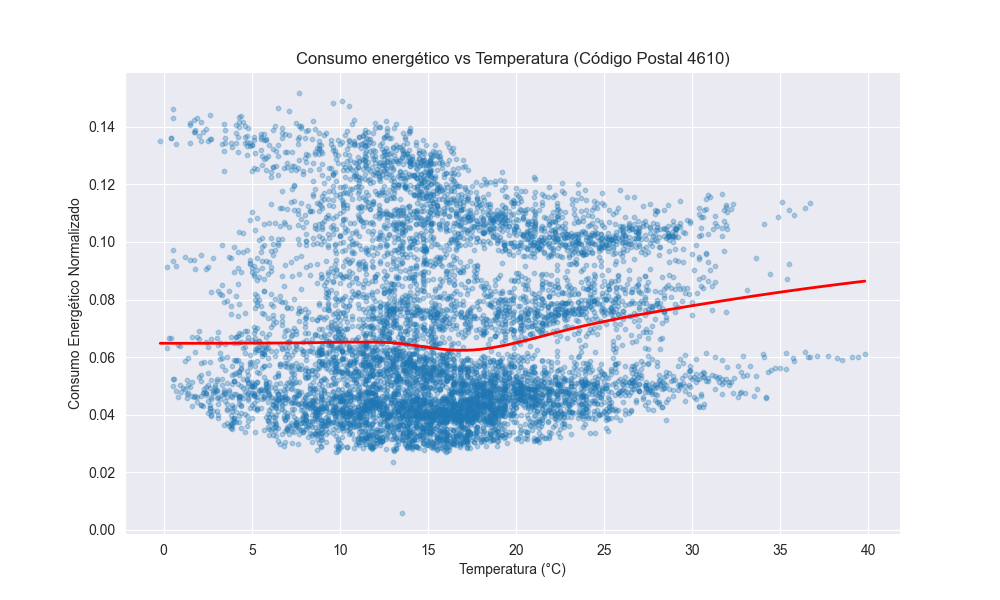 Consumo energético vs Temperatura (Código Postal 4610)
Consumo Energético Normalizado
0.14
0.12
0.10
0.08
0.06
0.04
0.02
0.00
0 5 10 15 20 25 30 35 40
Temperatura (°C)